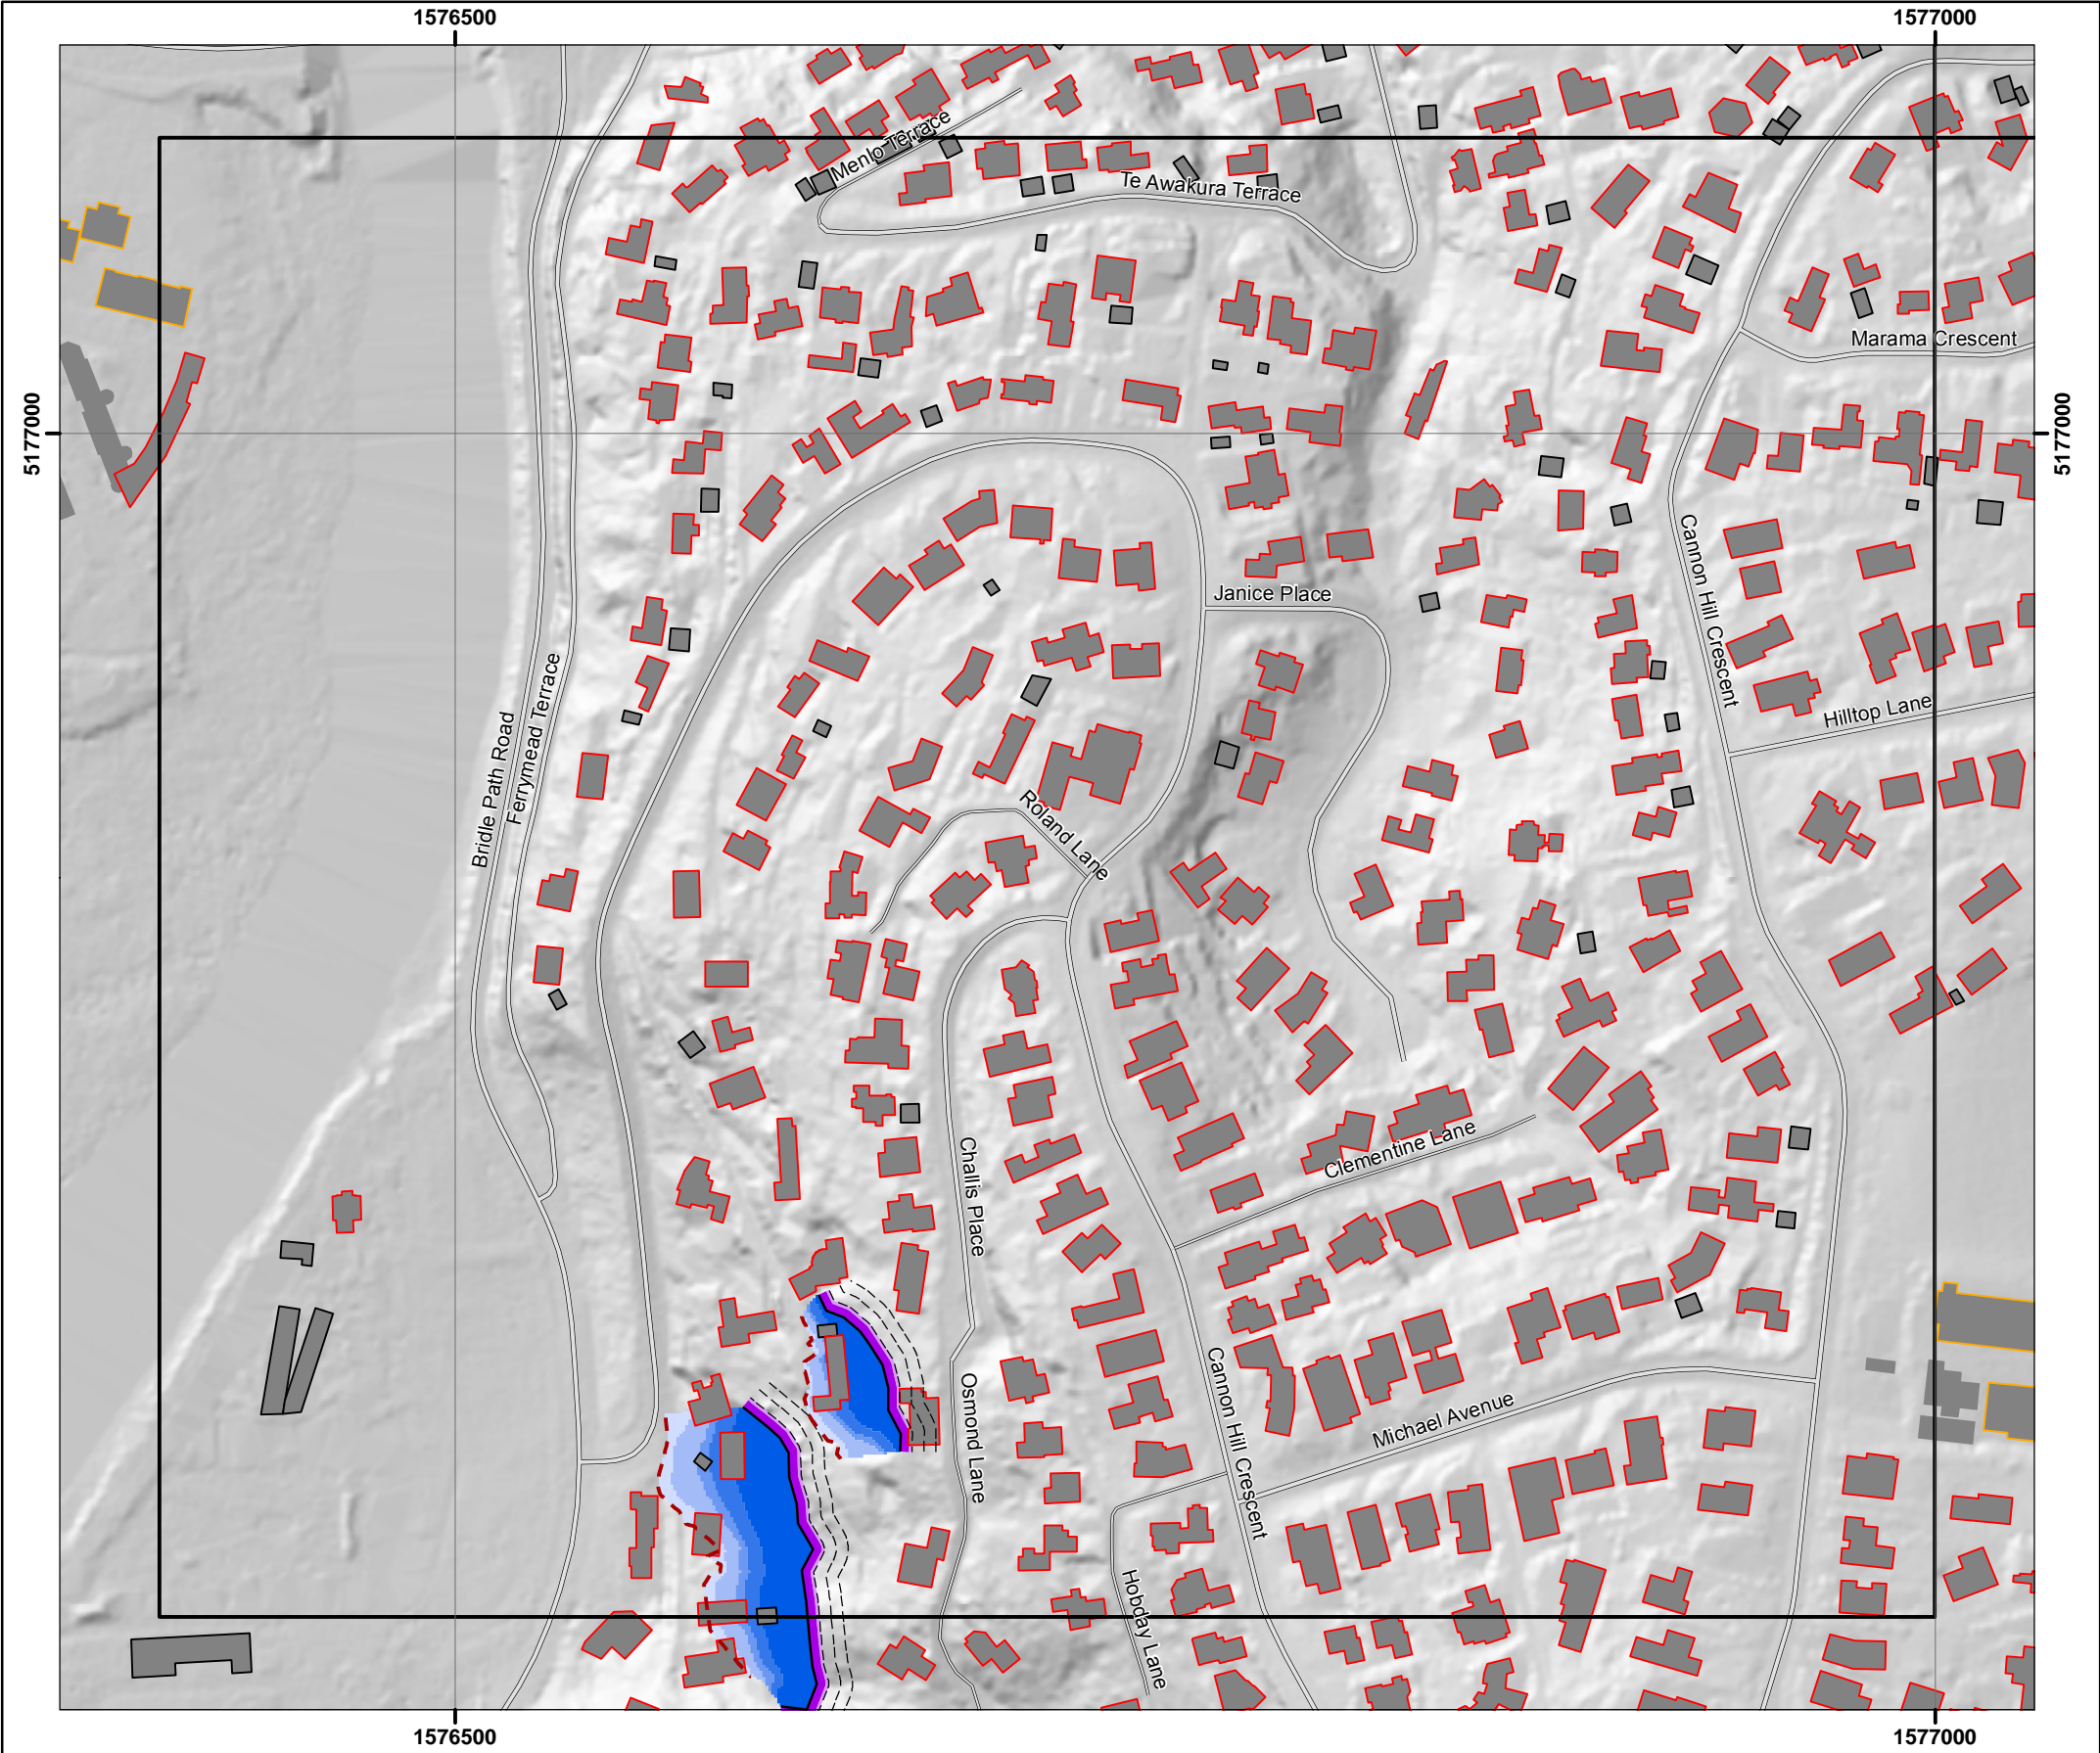 1576500
1577000
Menlo Terrace
Te Awakura Terrace
Marama Crescent
5177000
5177000
Cannon Hill Crescent
Janice Place
Hilltop Lane
Bridle Path Road
Ferrymead Terrace
Roland Lane
Clementine Lane
Challis Place
Cannon Hill Crescent
Osmond Lane
Michael Avenue
Hobday Lane
1576500
1577000